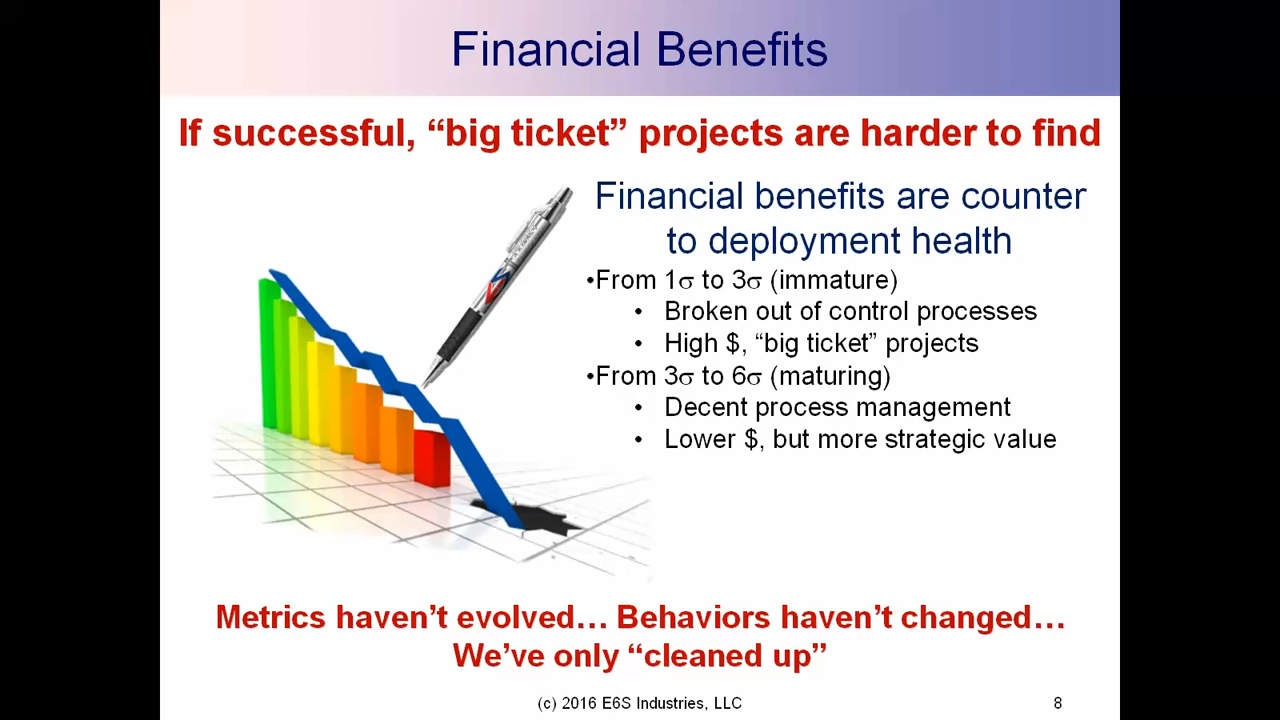 Financial Benefits
If successful, “big ticket” projects are harder to find
Financial benefits are counter
to deployment health
•From 1σ to 3σ (immature)
• Broken out of control processes
• High $, “big ticket” projects
•From 3σ to 6σ (maturing)
• Decent process management
• Lower $, but more strategic value
Metrics haven’t evolved… Behaviors haven’t changed…
We’ve only “cleaned up”
(c) 2016 E6S Industries, LLC
8